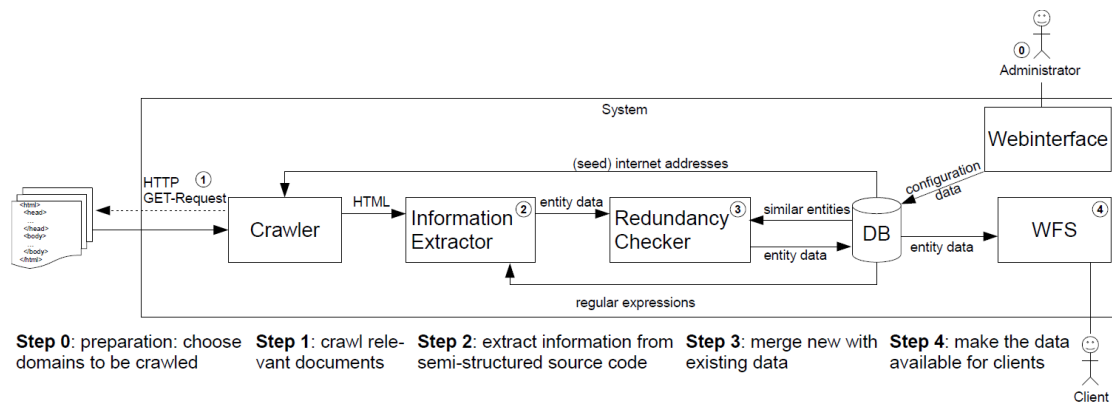 0
Administrator
System
Webinterface
(seed) internet addresses
configuration
data
HTTP 1
GET-Request
<html>
<head>
...
</head>
<body>
...
</body>
</html>
Crawler
HTML
Information 2
Extractor
entity data
Redundancy 3
Checker
similar entities
entity data
DB
entity data
WFS 4
regular expressions
Step 0: preparation: choose
domains to be crawled
Step 1: crawl rele-
vant documents
Step 2: extract information from
semi-structured source code
Step 3: merge new with
existing data
Step 4: make the data
available for clients
Client